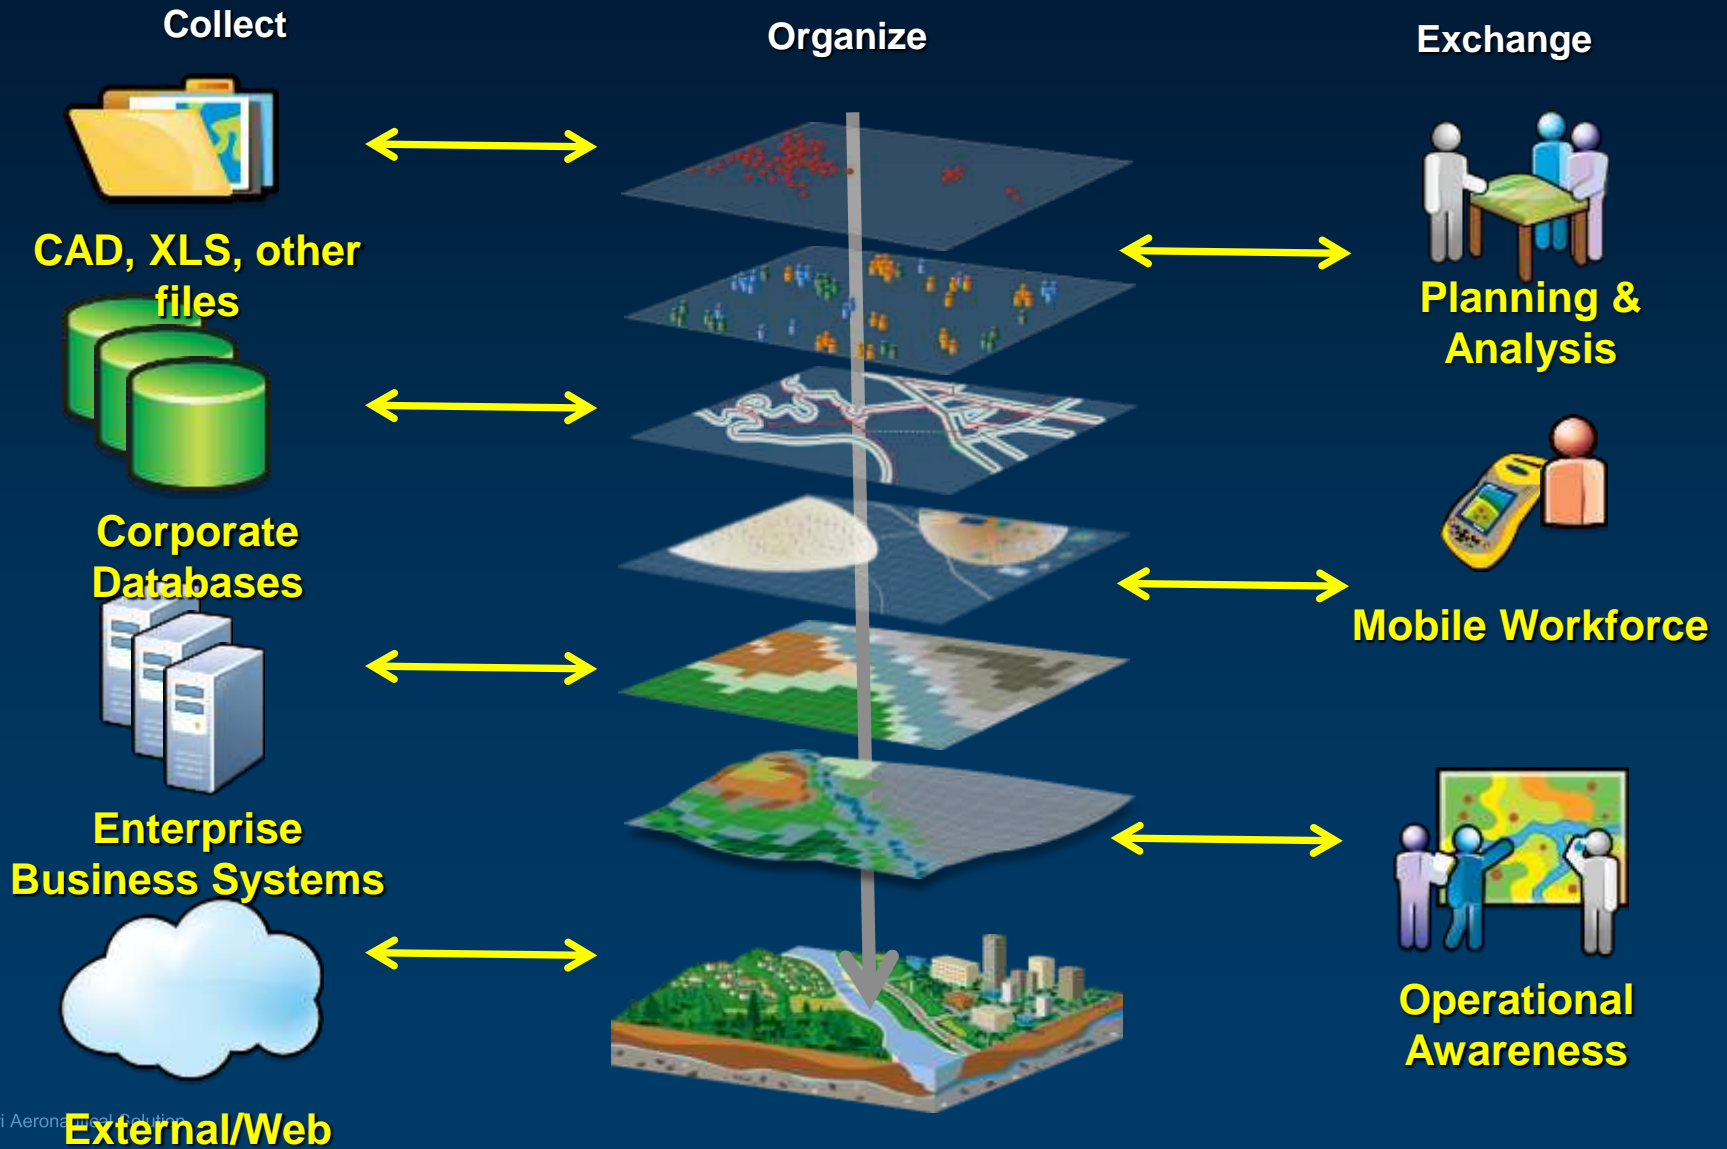 Collect
Organize
Exchange
CAD, XLS, other
files
Corporate
Databases
Enterprise
Business Systems
External/Web
Planning &
Analysis
Mobile Workforce
Operational
Awareness